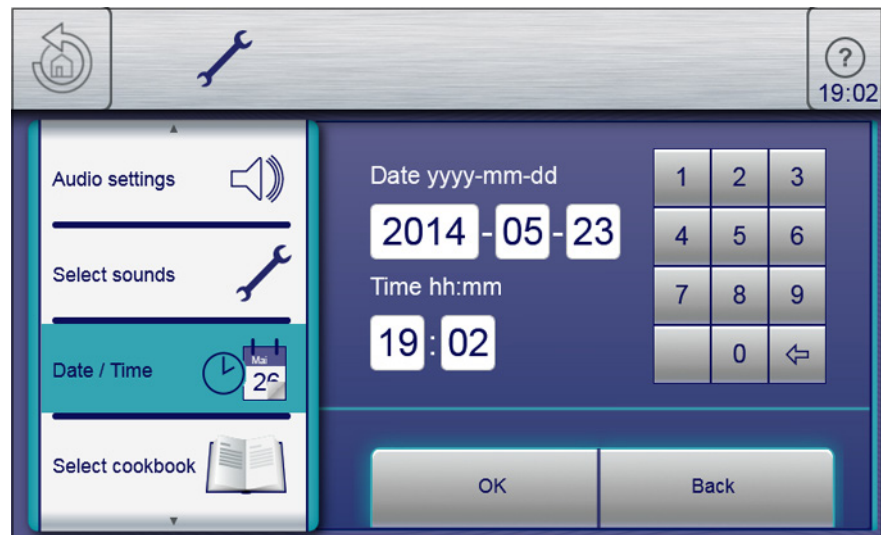 ?
19:02
Audio settings
Select sounds
Date / Time
Mai
26
Select cookbook
Date yyyy-mm-dd
2014 - 05 - 23
Time hh:mm
19 : 02
1 2 3
4 5 6
7 8 9
0
OK
Back